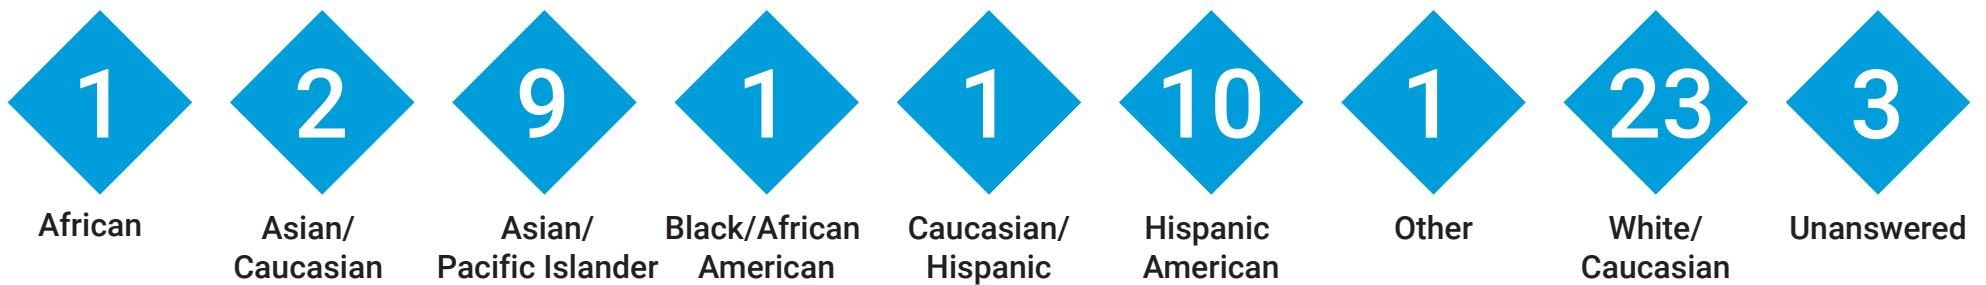 1
2
9
1
1
10
1
23
3
African
Asian/
Caucasian
Asian/
Pacific Islander
Black/African
American
Caucasian/
Hispanic
Hispanic
American
Other
White/
Caucasian
Unanswered